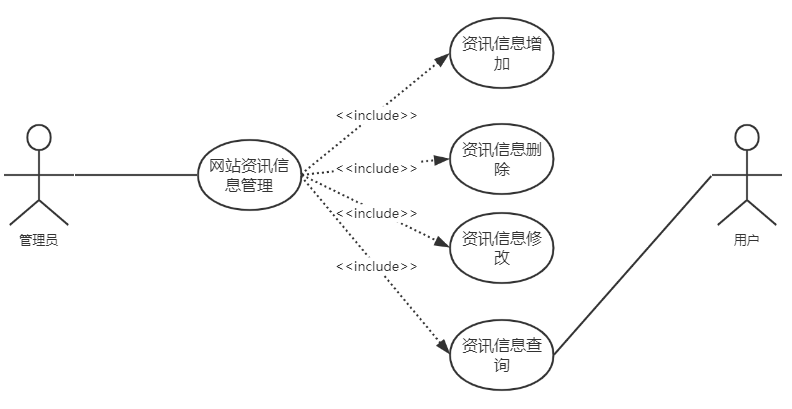 资讯信息增
加
<<include>>
资讯信息删
除
<<include>>
网站资讯信
息管理
<<include>>
资讯信息修
改
管理员
用户
<<include>>
资讯信息查
询